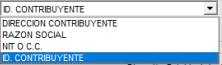 ID. CONTRIBUYENTE
DIRECCION CONTRIBUYENTE
RAZON SOCIAL
NIT O C.C.
ID. CONTRIBUYENTE